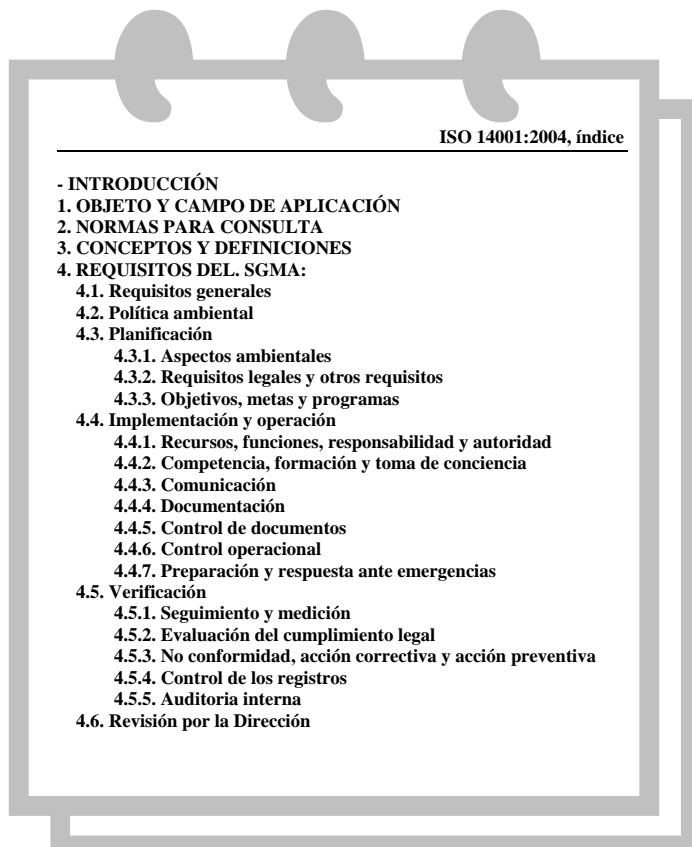 ISO 14001:2004, índice
- INTRODUCCIÓN
1. OBJETO Y CAMPO DE APLICACIÓN
2. NORMAS PARA CONSULTA
3. CONCEPTOS Y DEFINICIONES
4. REQUISITOS DEL. SGMA:
4.1. Requisitos generales
4.2. Política ambiental
4.3. Planificación
4.3.1. Aspectos ambientales
4.3.2. Requisitos legales y otros requisitos
4.3.3. Objetivos, metas y programas
4.4. Implementación y operación
4.4.1. Recursos, funciones, responsabilidad y autoridad
4.4.2. Competencia, formación y toma de conciencia
4.4.3. Comunicación
4.4.4. Documentación
4.4.5. Control de documentos
4.4.6. Control operacional
4.4.7. Preparación y respuesta ante emergencias
4.5. Verificación
4.5.1. Seguimiento y medición
4.5.2. Evaluación del cumplimiento legal
4.5.3. No conformidad, acción correctiva y acción preventiva
4.5.4. Control de los registros
4.5.5. Auditoria interna
4.6. Revisión por la Dirección